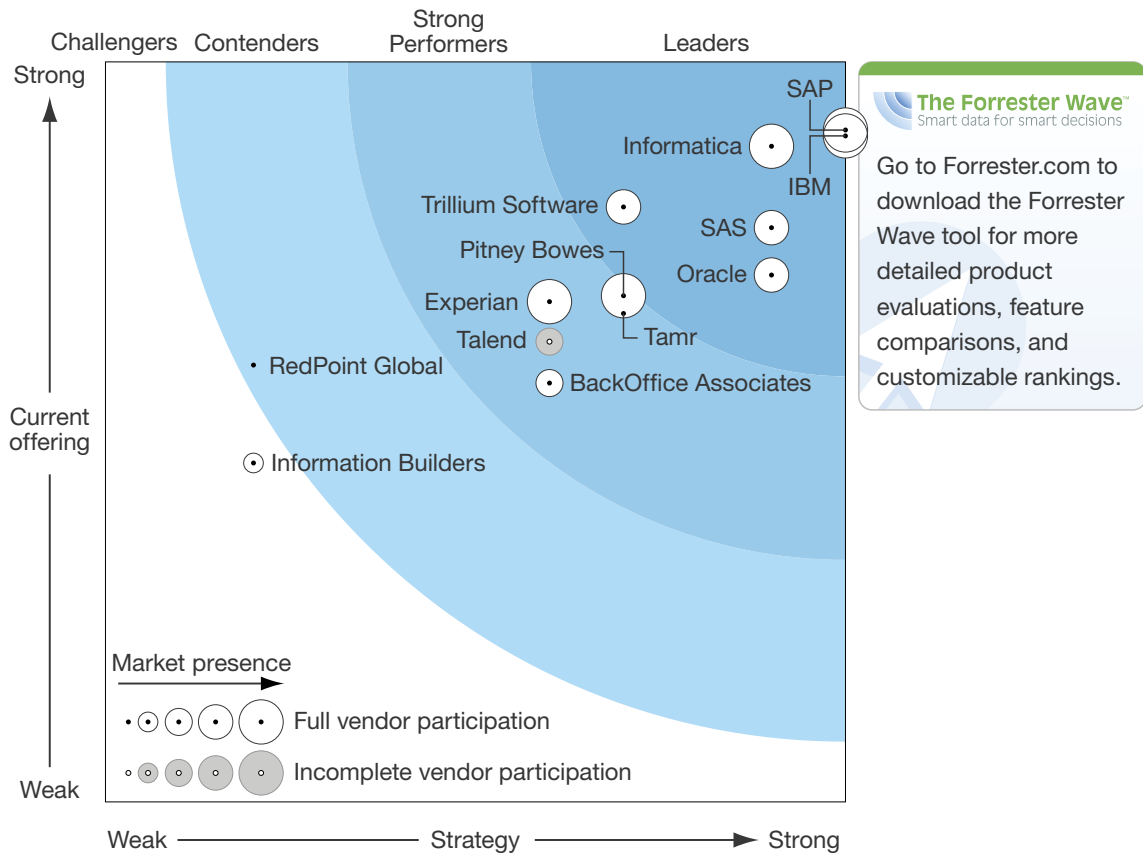 Strong
Performers
Challengers
Contenders
Leaders
Strong
SAP
The Forrester Wave™
Smart data for smart decisions
Informatica
Go to Forrester.com to
download the Forrester
Wave tool for more
detailed product
evaluations, feature
comparisons, and
customizable rankings.
IBM
Trillium Software
SAS
Pitney Bowes
Oracle
Experian
Talend
Tamr
RedPoint Global
BackOffice Associates
Current
offering
Information Builders
Market presence
Full vendor participation
Incomplete vendor participation
Weak
Weak
Strategy
Strong